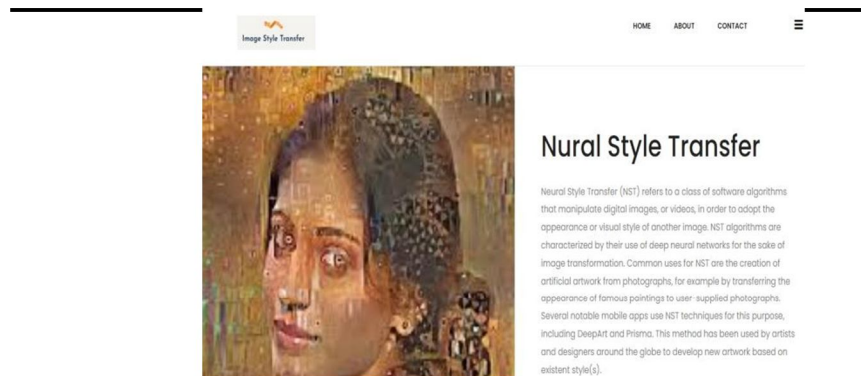 Image Style Transfer
HOME ABOUT CONTACT
Nural Style Transfer
Neural Style Transfer (NST) refers to a class of software algorithms
that manipulate digital images, or videos, in order to adopt the
appearance or visual style of another image. NST algorithms are
characterized by their use of deep neural networks for the sake of
image transformation. Common uses for NST are the creation of
artificial artwork from photographs, for example by transferring the
appearance of famous paintings to user-supplied photographs.
Several notable mobile apps use NST techniques for this purpose,
including DeepArt and Prisma. This method has been used by artists
and designers around the globe to develop new artwork based on
existent style(s).